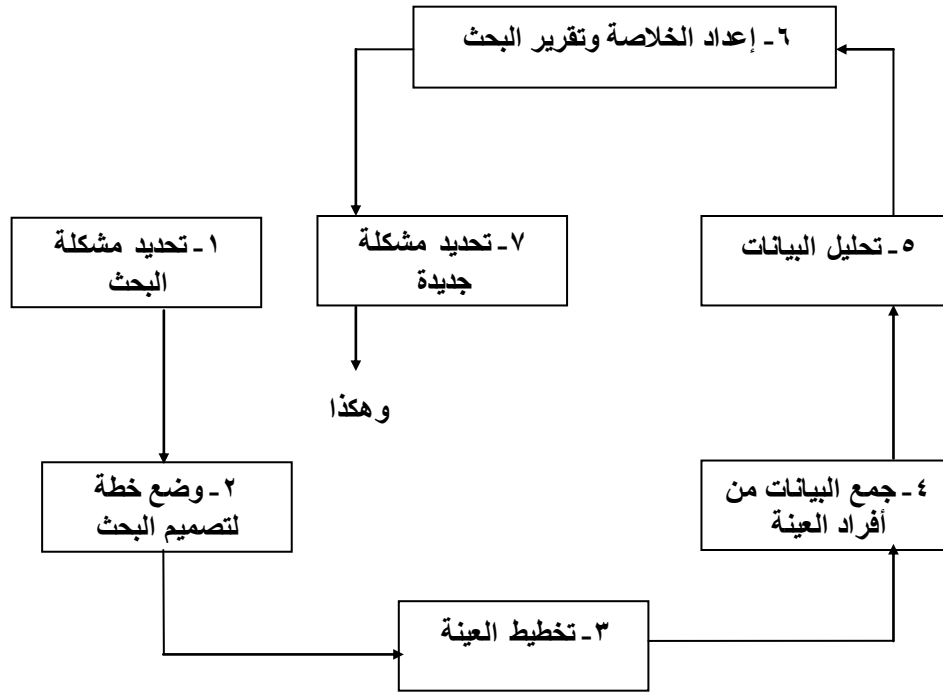 ٦- إعداد الخلاصة وتقرير البحث
١- تحديد مشكلة
البحث
٧- تحديد مشكلة
جديدة
٥- تحليل البيانات
وهكذا
٢- وضع خطة
لتصميم البحث
٤- جمع البيانات من
أفراد العينة
٣- تخطيط العينة